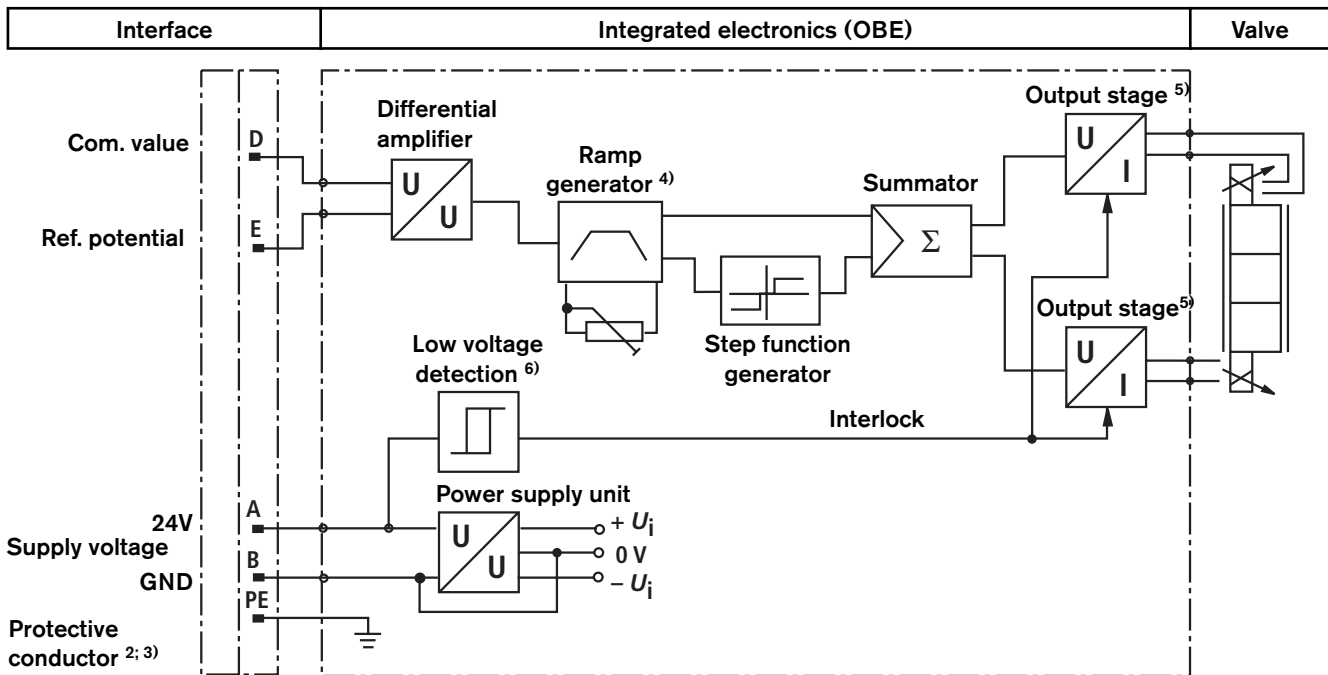 Interface
Integrated electronics (OBE)
Valve
Com. value
D
Differential
amplifier
U
U
Ref. potential
E
Ramp
generator 4)
Summator
Σ
Output stage 5)
U
I
Step function
generator
Output stage5)
U
I
Low voltage
detection 6)
Interlock
24V
Supply voltage
GND
A
B
Power supply unit
U
U
+ Ui
0 V
– Ui
PE
Protective
conductor 2; 3)